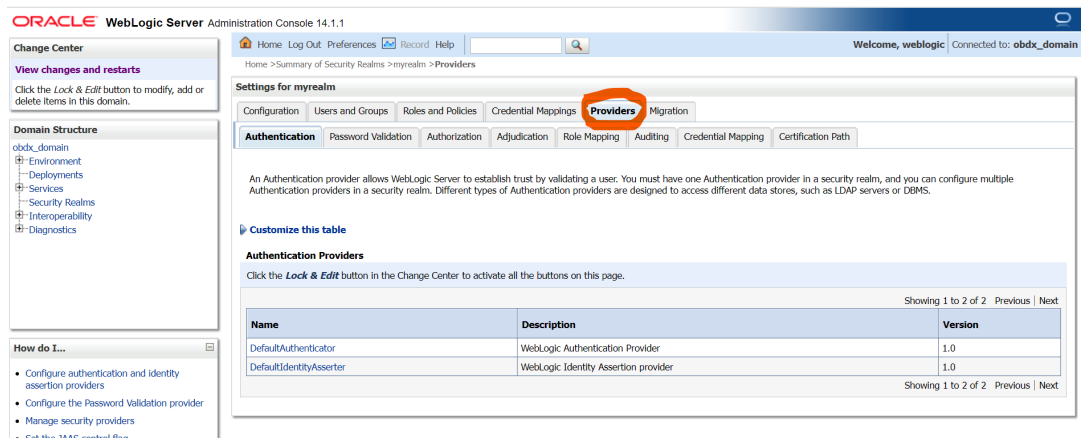 ORACLE WebLogic Server Administration Console 14.1.1
Change Center
View changes and restarts
Click the Lock & Edit button to modify, add or
delete items in this domain.
Domain Structure
obdx_domain
Environment
Deployments
Services
Security Realms
Interoperability
Diagnostics
How do I...
Configure authentication and identity
assertion providers
Configure the Password Validation provider
Manage security providers
Set the JAAS control flag
Home Log Out Preferences Record Help
Welcome, weblogic Connected to: obdx_domain
Home >Summary of Security Realms >myrealm >Providers
Settings for myrealm
Configuration Users and Groups Roles and Policies Credential Mappings Providers Migration
Authentication Password Validation Authorization Adjudication Role Mapping Auditing Credential Mapping Certification Path
An Authentication provider allows WebLogic Server to establish trust by validating a user. You must have one Authentication provider in a security realm, and you can configure multiple
Authentication providers in a security realm. Different types of Authentication providers are designed to access different data stores, such as LDAP servers or DBMS.
Customize this table
Authentication Providers
Click the Lock & Edit button in the Change Center to activate all the buttons on this page.
Showing 1 to 2 of 2 Previous | Next
Name Description Version
DefaultAuthenticator WebLogic Authentication Provider 1.0
DefaultIdentityAsserter WebLogic Identity Assertion provider 1.0
Showing 1 to 2 of 2 Previous | Next